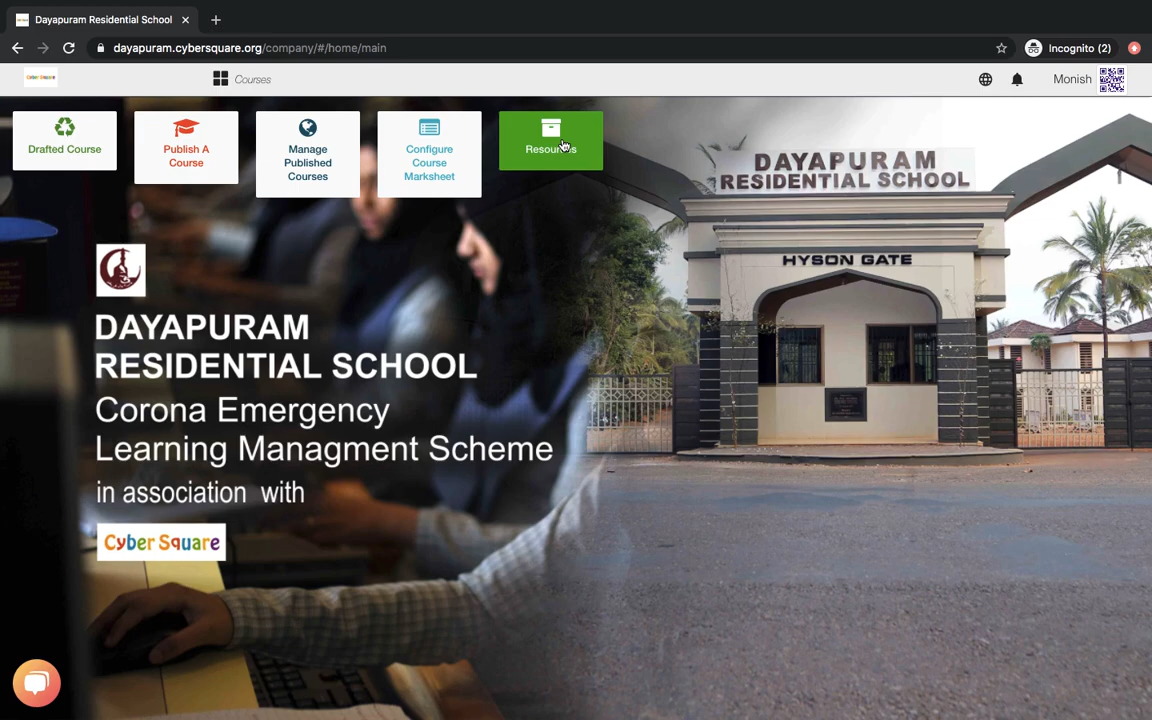 Dayapuram Residential School
dayapuram.cybersquare.org/company/#/home/main
Incognito (2)
Cyber Square
Courses
Monish
Drafted Course
Publish A
Course
Manage
Published
Courses
Configure
Course
Marksheet
Resources
DAYAPURAM
RESIDENTIAL SCHOOL
HYSON GATE
DAYAPURAM
RESIDENTIAL SCHOOL
Corona Emergency
Learning Managment Scheme
in association with
Cyber Square